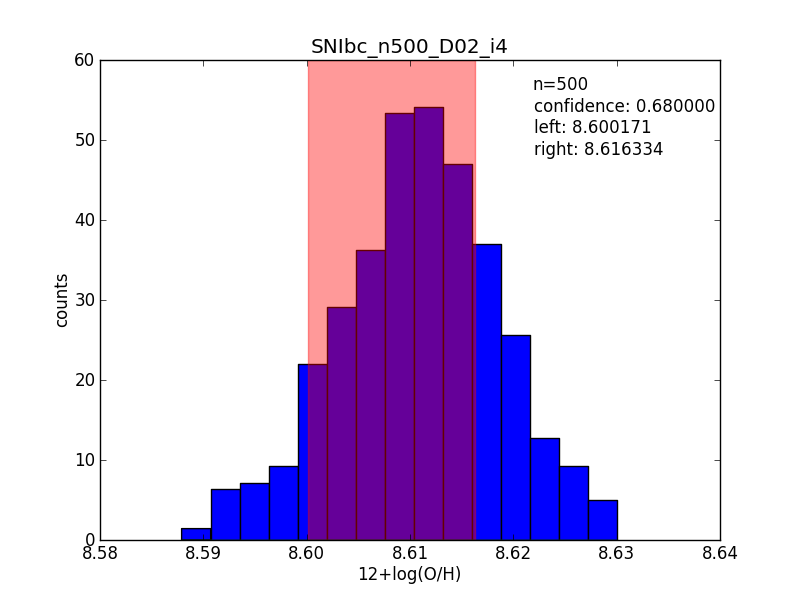 SNIbc_n500_D02_i4
n=500
confidence: 0.680000
left: 8.600171
right: 8.616334
60
50
40
30
20
10
0
counts
8.58 8.59 8.60 8.61 8.62 8.63 8.64
12+log(O/H)